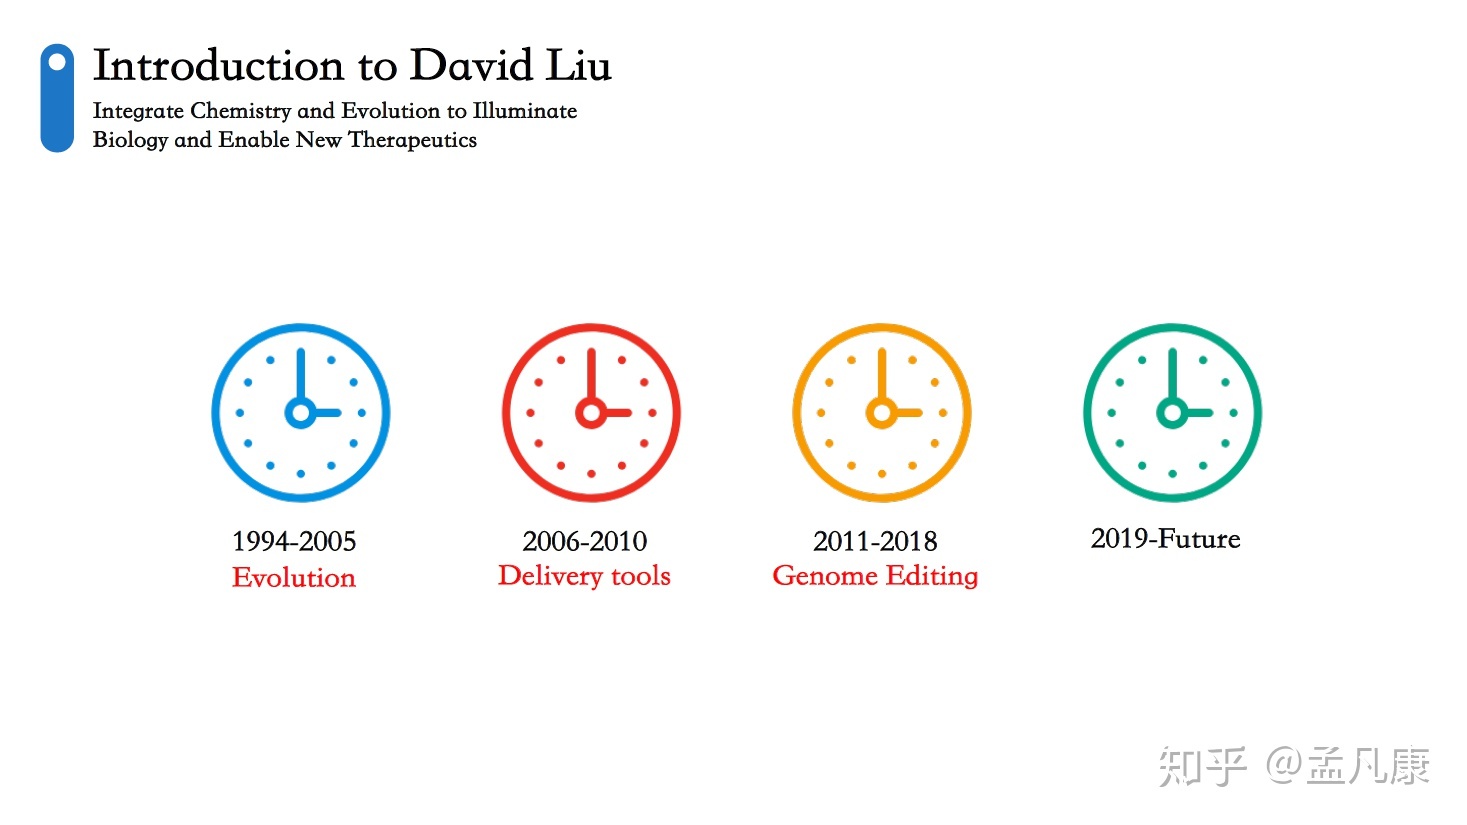 Introduction to David Liu
Integrate Chemistry and Evolution to Illuminate
Biology and Enable New Therapeutics
1994-2005
Evolution
2006-2010
Delivery tools
2011-2018
Genome Editing
2019-Future
知乎 @孟凡康